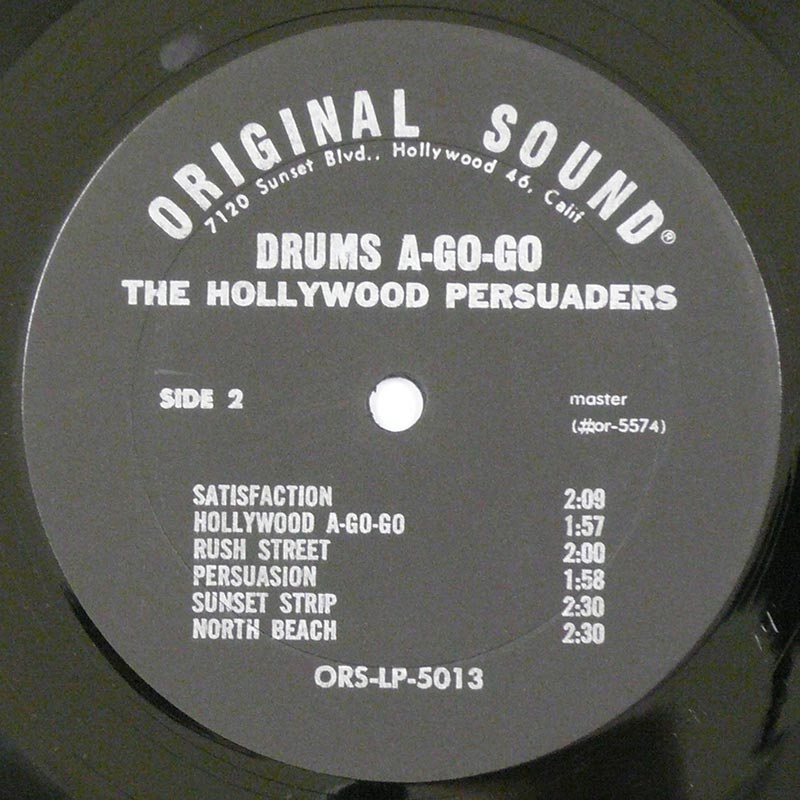 ORIGINAL SOUND®
7120 Sunset Blvd., Hollywood 46, Calif
DRUMS A-GO-GO
THE HOLLYWOOD PERSUADERS
SIDE 2
master
(#or-5574)
SATISFACTION 2:09
HOLLYWOOD A-GO-GO 1:57
RUSH STREET 2:00
PERSUASION 1:58
SUNSET STRIP 2:30
NORTH BEACH 2:30
ORS-LP-5013